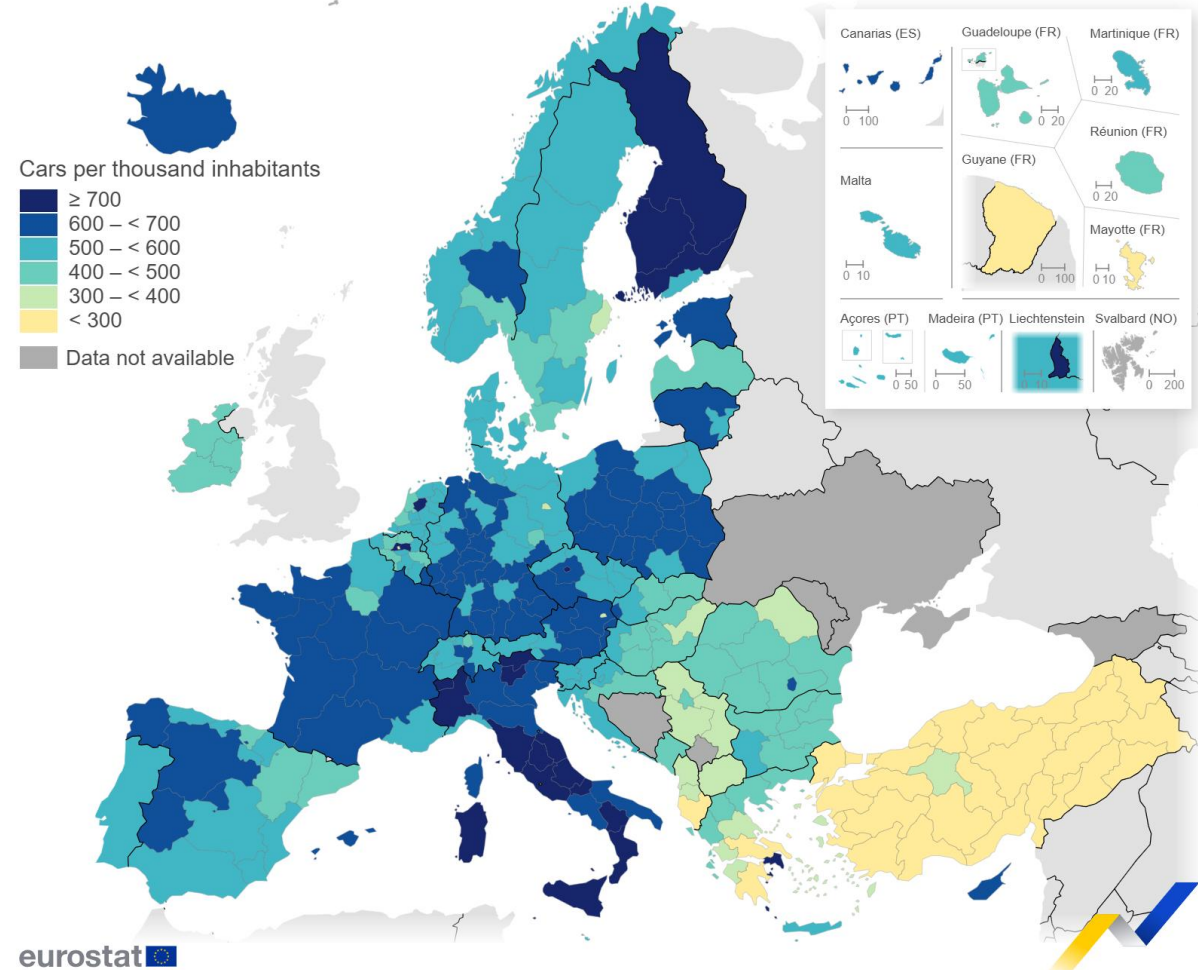 Cars per thousand inhabitants
≥ 700
600 – < 700
500 – < 600
400 – < 500
300 – < 400
< 300
Data not available
Canarias (ES)
0 100
Guadeloupe (FR)
0 20
Martinique (FR)
0 20
Réunion (FR)
0 20
Guyane (FR)
0 100
Malta
0 10
Mayotte (FR)
0 10
Açores (PT)
0 50
Madeira (PT)
0 50
Liechtenstein
0 10
Svalbard (NO)
0 200
eurostat